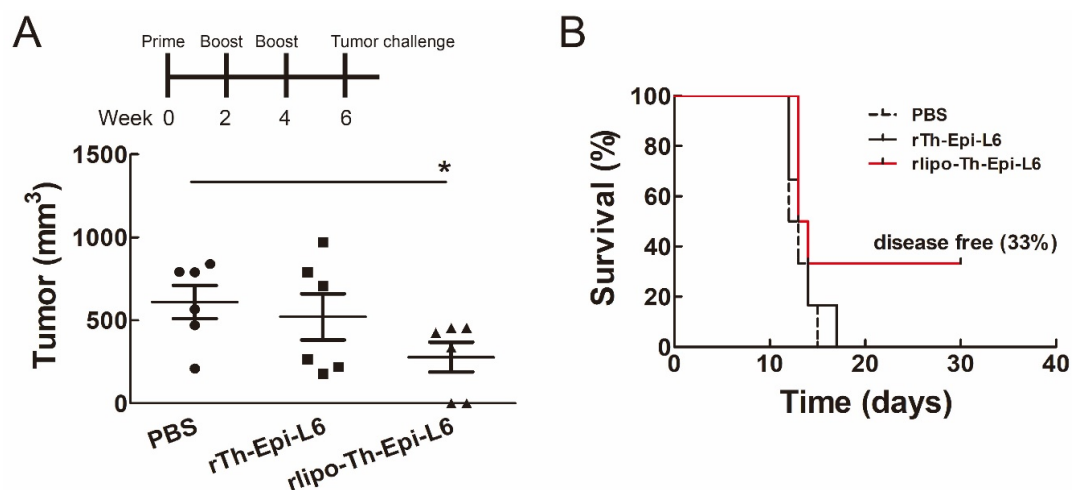 A
Prime Boost Boost Tumor challenge
Week 0 2 4 6
Tumor (mm³)
1500
1000
500
0
*
PBS
rTh-Epi-L6
rlipo-Th-Epi-L6
B
Survival (%)
100
80
60
40
20
0
PBS
rTh-Epi-L6
rlipo-Th-Epi-L6
disease free (33%)
0 10 20 30 40
Time (days)